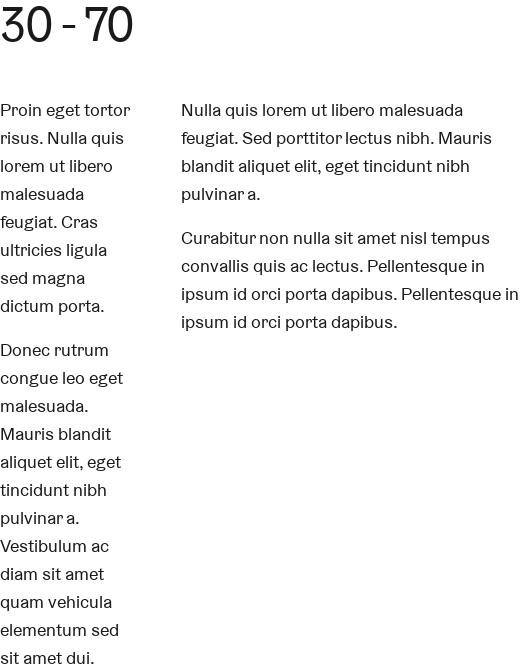 30 - 70
Proin eget tortor
risus. Nulla quis
lorem ut libero
malesuada
feugiat. Cras
ultricies ligula
sed magna
dictum porta.
Donec rutrum
congue leo eget
malesuada.
Mauris blandit
aliquet elit, eget
tincidunt nibh
pulvinar a.
Vestibulum ac
diam sit amet
quam vehicula
elementum sed
sit amet dui.
Nulla quis lorem ut libero malesuada
feugiat. Sed porttitor lectus nibh. Mauris
blandit aliquet elit, eget tincidunt nibh
pulvinar a.
Curabitur non nulla sit amet nisl tempus
convallis quis ac lectus. Pellentesque in
ipsum id orci porta dapibus. Pellentesque in
ipsum id orci porta dapibus.